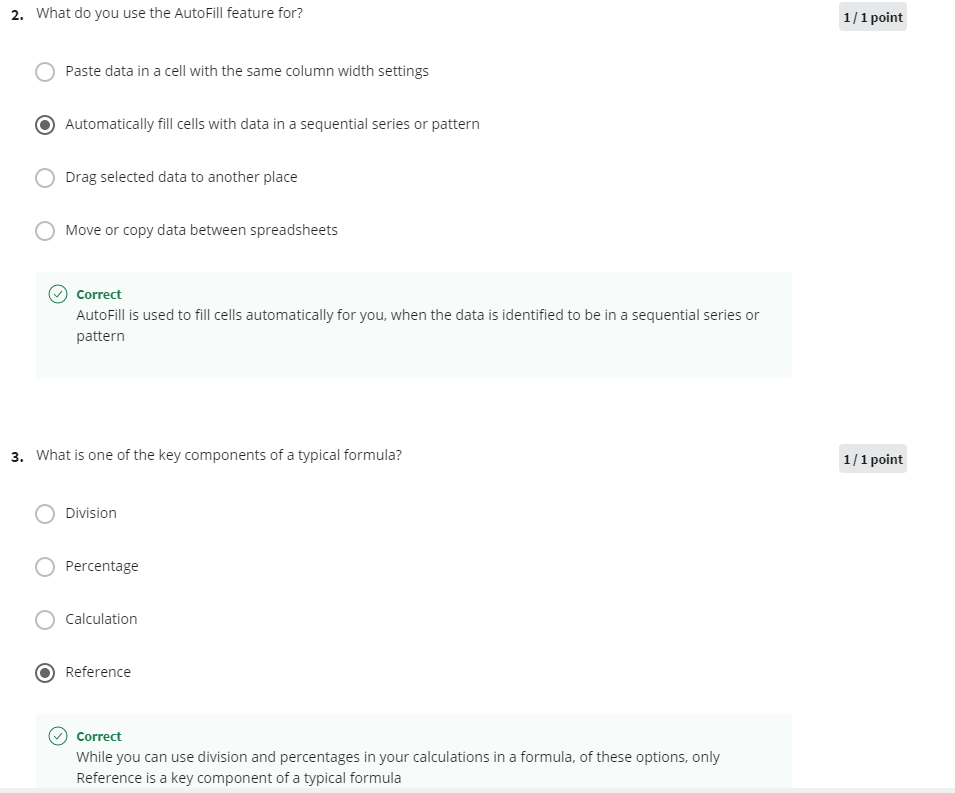 2. What do you use the AutoFill feature for?
1 / 1 point
Paste data in a cell with the same column width settings
Automatically fill cells with data in a sequential series or pattern
Drag selected data to another place
Move or copy data between spreadsheets
Correct
AutoFill is used to fill cells automatically for you, when the data is identified to be in a sequential series or
pattern
3. What is one of the key components of a typical formula?
1 / 1 point
Division
Percentage
Calculation
Reference
Correct
While you can use division and percentages in your calculations in a formula, of these options, only
Reference is a key component of a typical formula